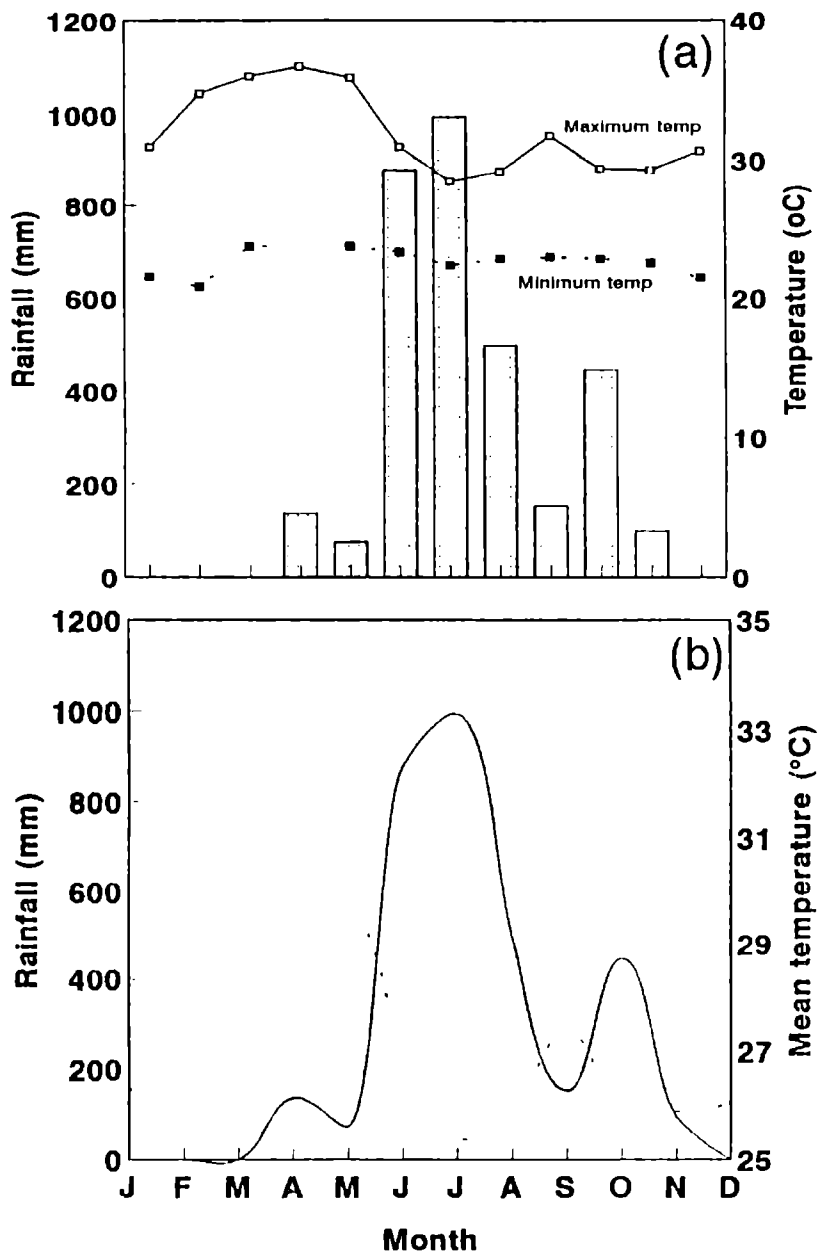 (a)
1200
1000
800
600
400
200
0
Rainfall (mm)
Maximum temp
Minimum temp
40
30
20
10
0
Temperature (oC)
(b)
1200
1000
800
600
400
200
0
Rainfall (mm)
35
33
31
29
27
25
Mean temperature (°C)
J F M A M J J A S O N D
Month